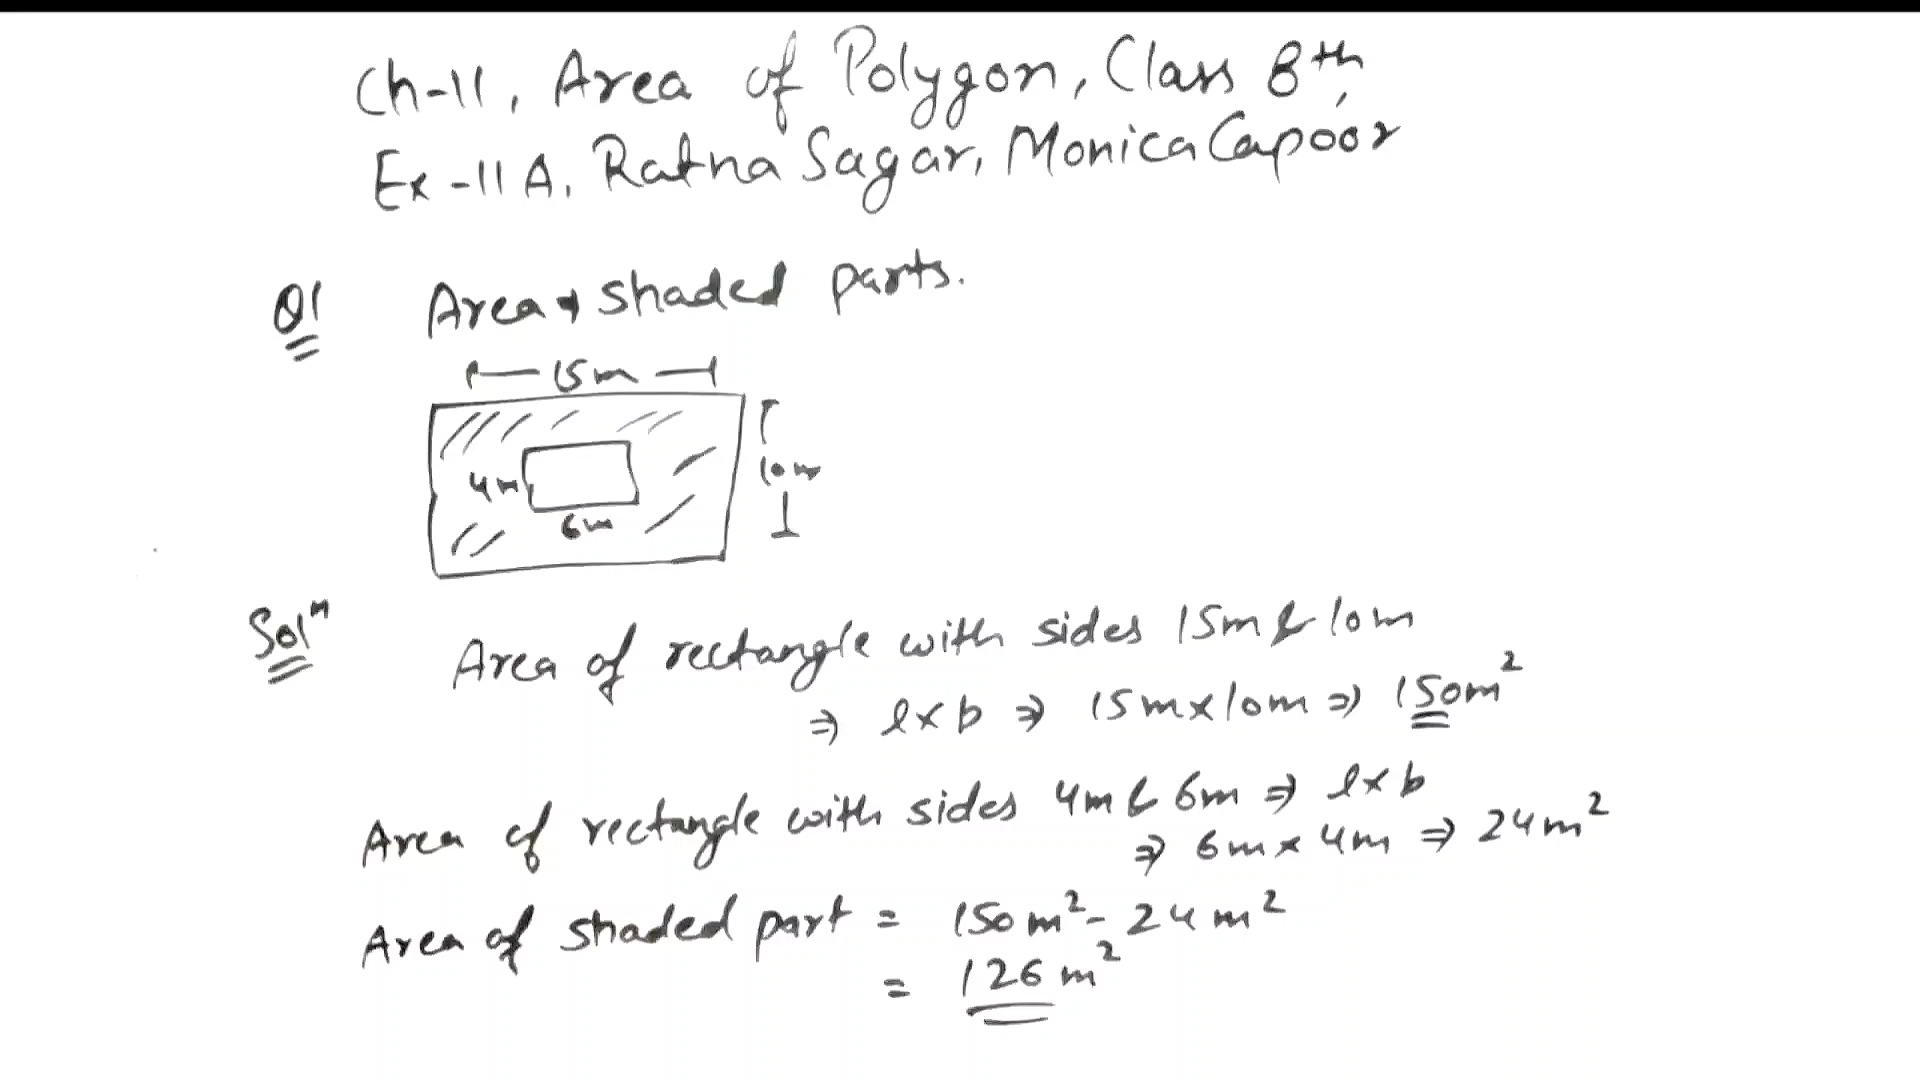 Ch-11, Area of Polygon, Class 8th,
Ex-11A, Ratna Sagar, Monica Capoor
Q1 Area of shaded parts.
15m
10m
4m
6m
Solⁿ
Area of rectangle with sides 15m & 10m
⇒ l×b ⇒ 15m×10m ⇒ 150m²
Area of rectangle with sides 4m & 6m ⇒ l×b
⇒ 6m × 4m ⇒ 24m²
Area of shaded part = 150m² - 24m²
= 126m²